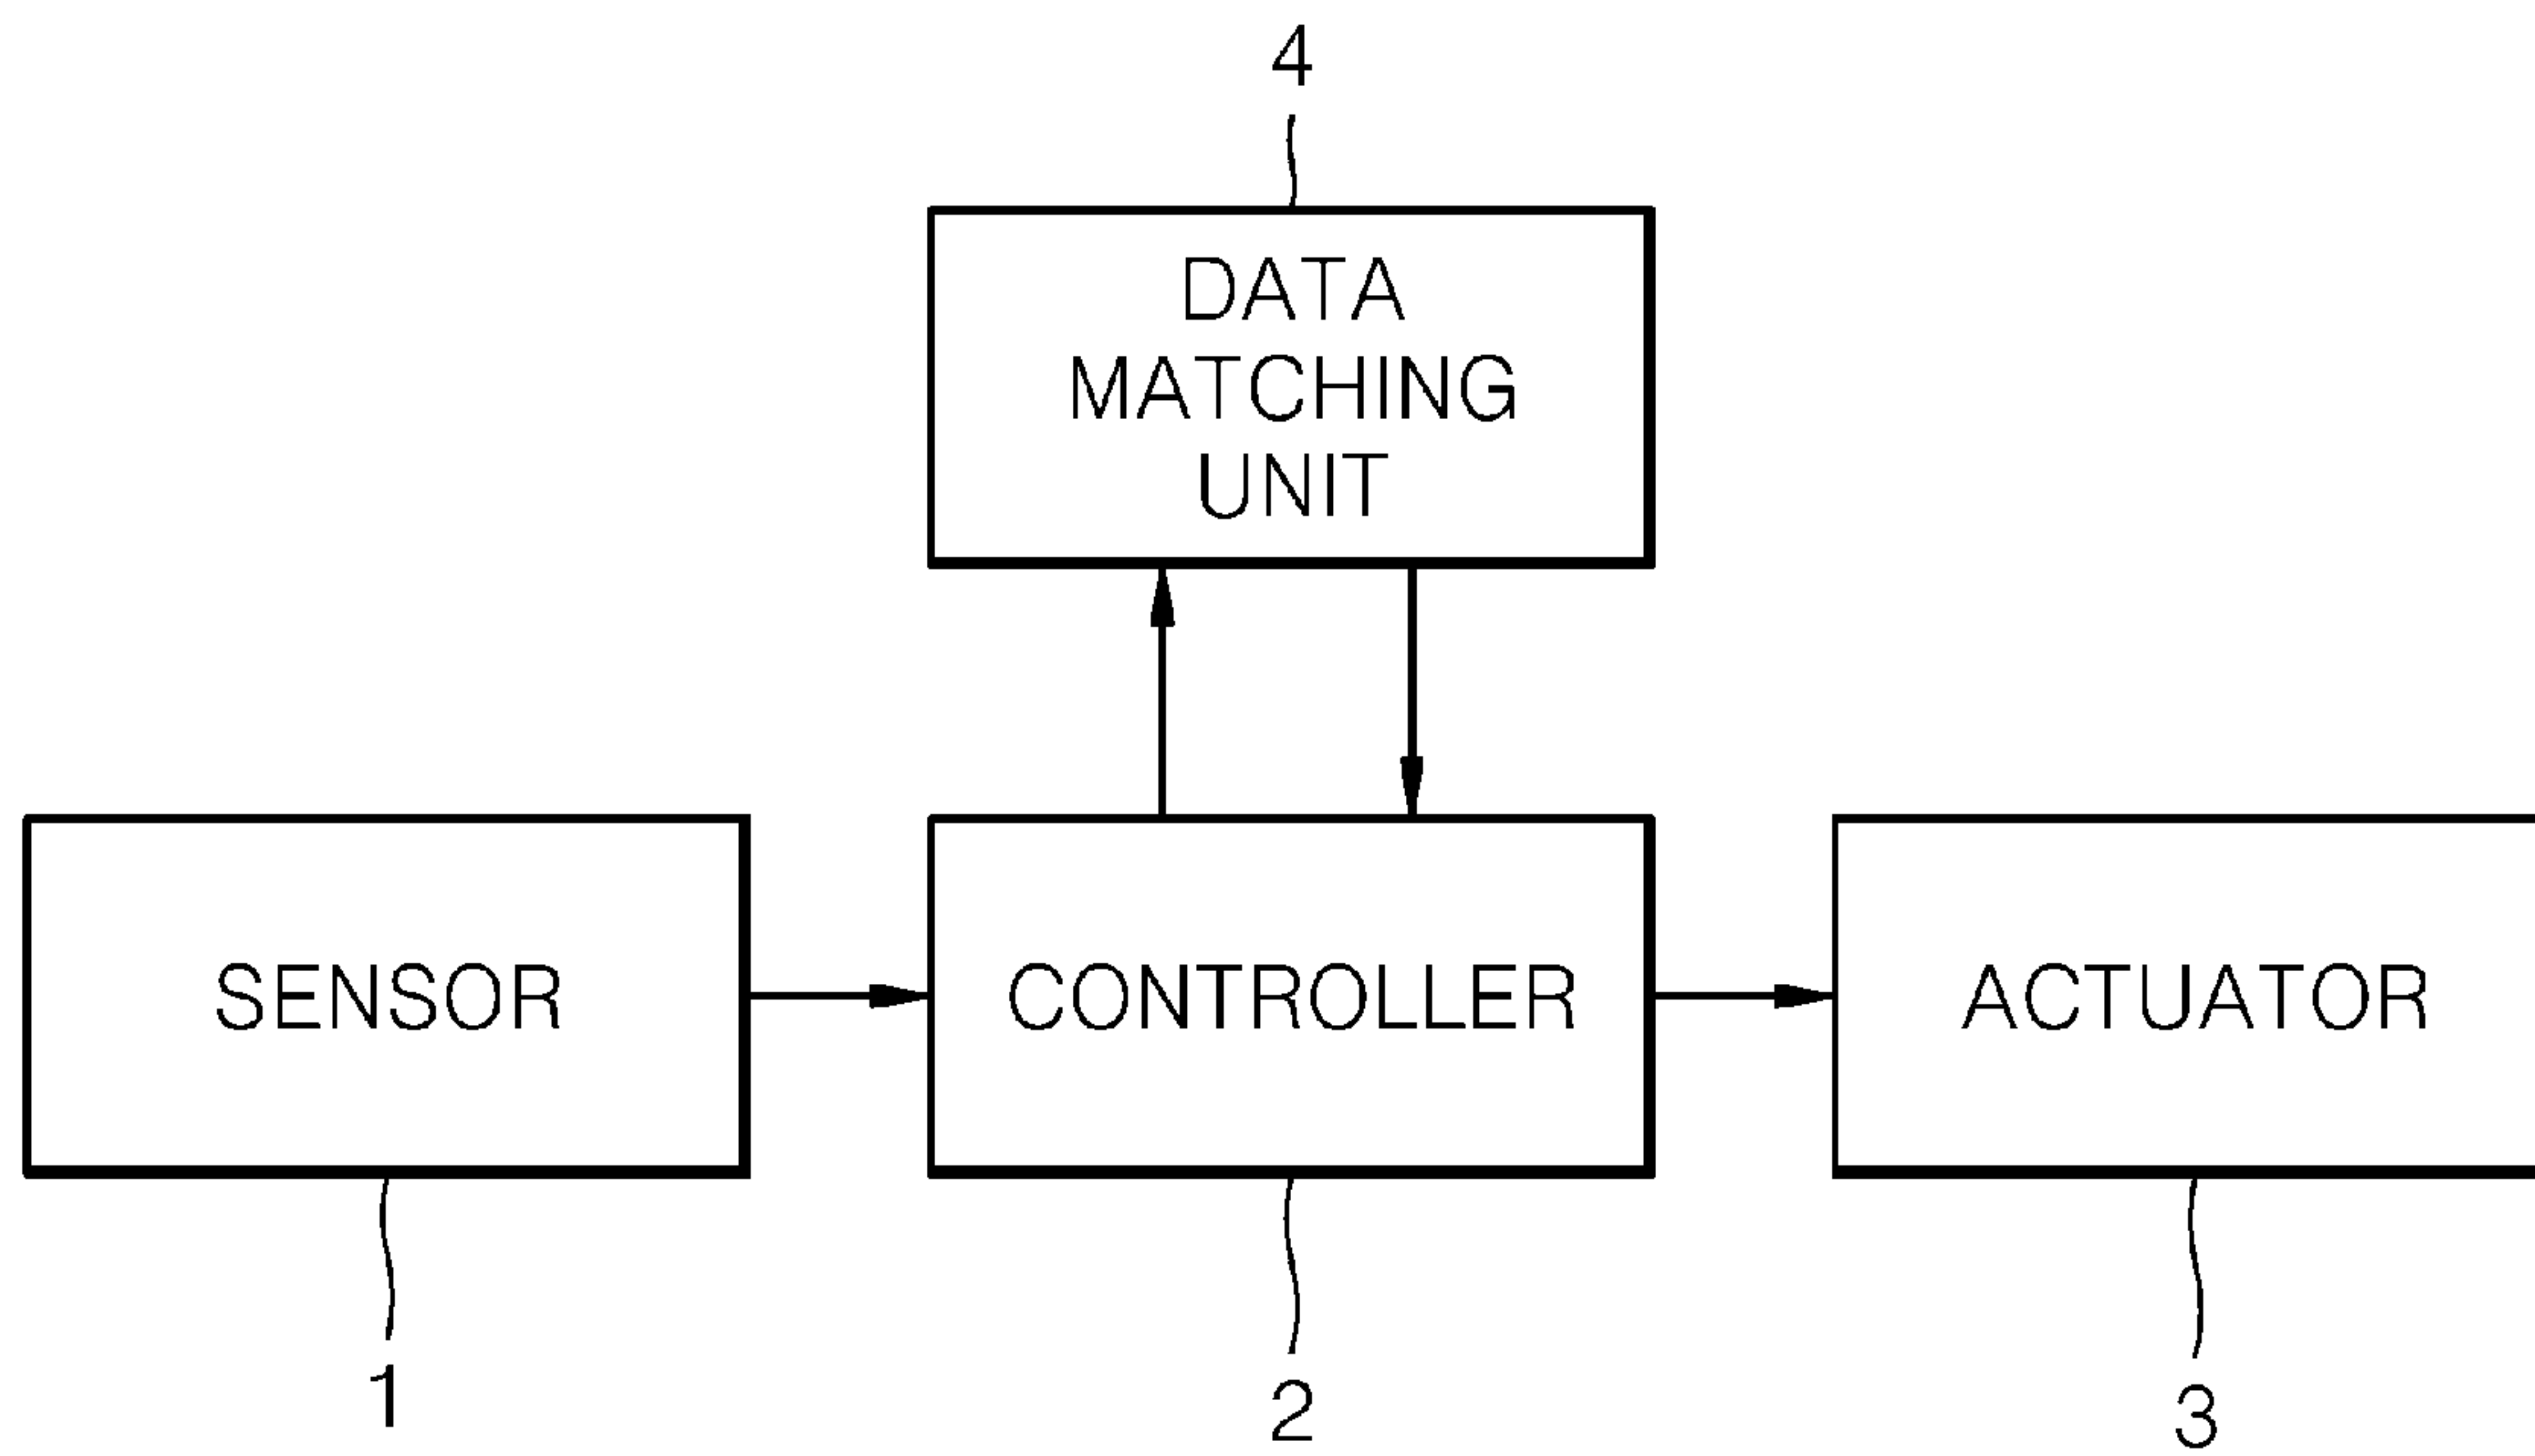 4
DATA
MATCHING
UNIT
SENSOR
CONTROLLER
ACTUATOR
1
2
3